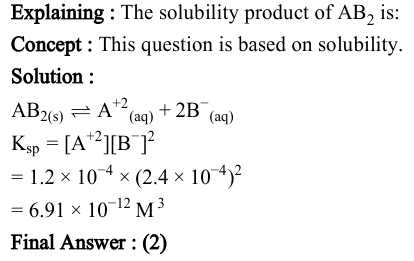 Explaining : The solubility product of AB₂ is:
Concept : This question is based on solubility.
Solution :
AB₂₍ₛ₎ ⇌ A⁺²₍aq₎ + 2B⁻₍aq₎
Kₛₚ = [A⁺²][B⁻]²
= 1.2 × 10⁻⁴ × (2.4 × 10⁻⁴)²
= 6.91 × 10⁻¹² M³
Final Answer : (2)